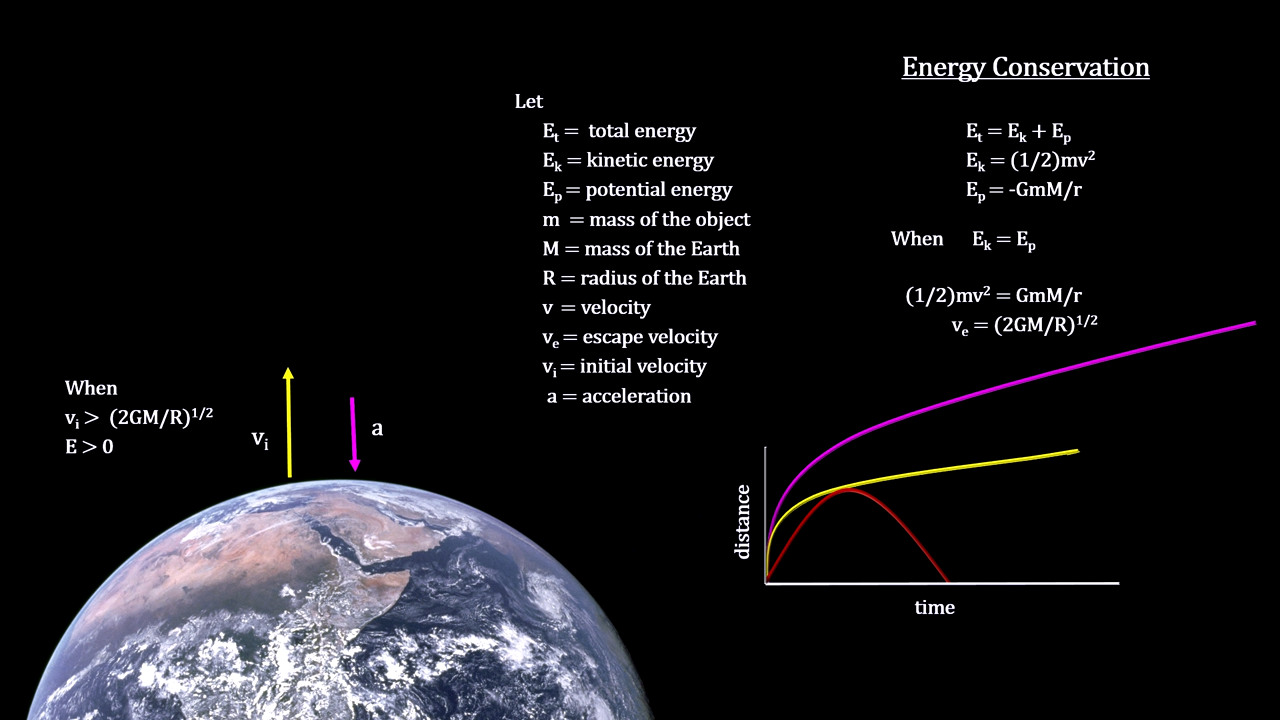 Energy Conservation
Let
Eₜ = total energy
Eₖ = kinetic energy
Eₚ = potential energy
m = mass of the object
M = mass of the Earth
R = radius of the Earth
v = velocity
vₑ = escape velocity
vᵢ = initial velocity
a = acceleration
Eₜ = Eₖ + Eₚ
Eₖ = (1/2)mv²
Eₚ = -GmM/r
When Eₖ = Eₚ
(1/2)mv² = GmM/r
vₑ = (2GM/R)¹/²
When
vᵢ > (2GM/R)¹/²
E > 0
vᵢ
a
distance
time